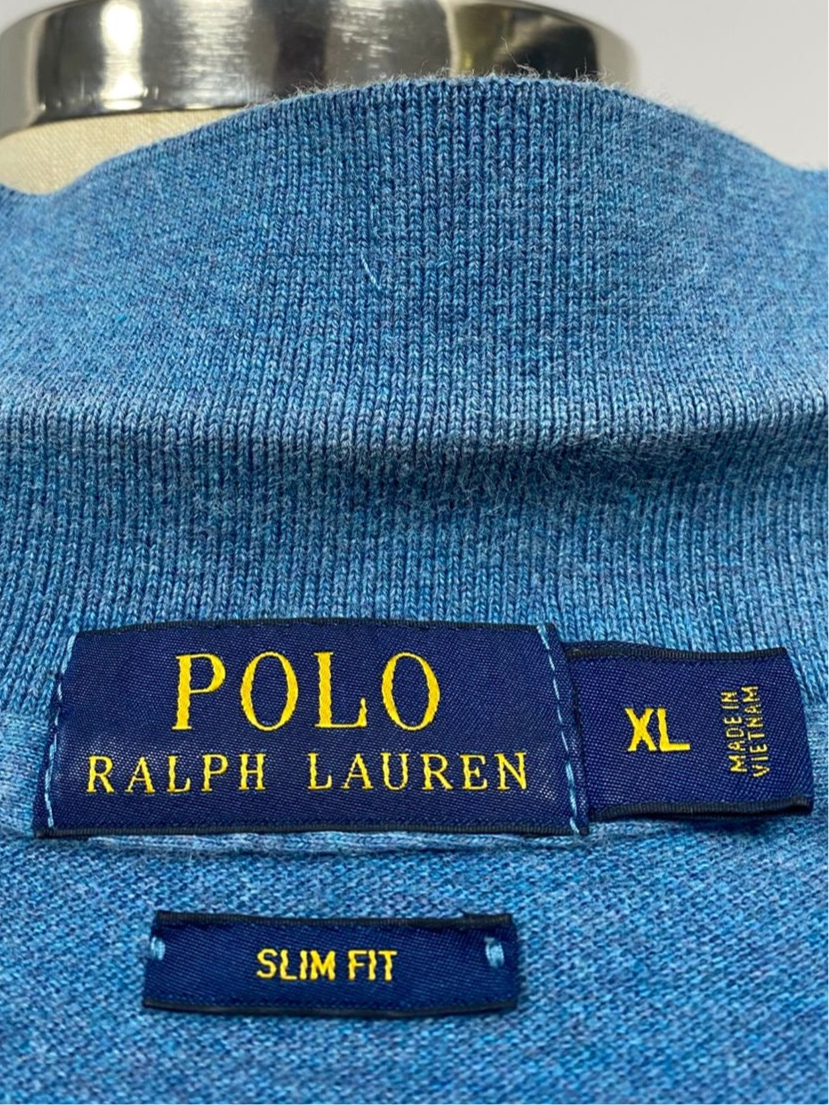 POLO
RALPH LAUREN
XL
MADE IN
VIETNAM
SLIM FIT